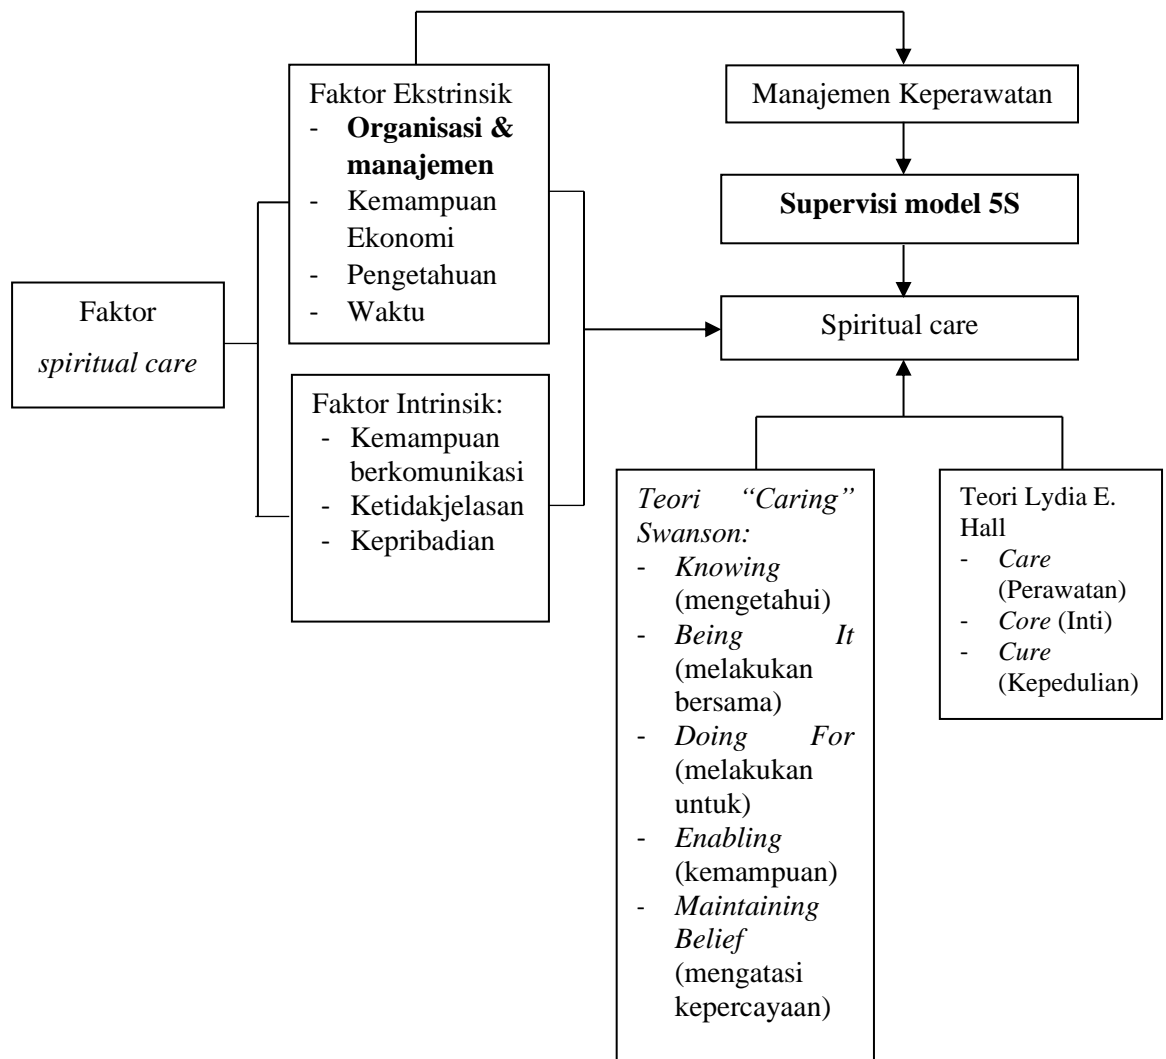 Faktor
spiritual care
Faktor Ekstrinsik
- Organisasi &
manajemen
- Kemampuan
Ekonomi
- Pengetahuan
- Waktu
Faktor Intrinsik:
- Kemampuan
berkomunikasi
- Ketidakjelasan
- Kepribadian
Manajemen Keperawatan
Supervisi model 5S
Spiritual care
Teori “Caring”
Swanson:
- Knowing
(mengetahui)
- Being It
(melakukan
bersama)
- Doing For
(melakukan
untuk)
- Enabling
(kemampuan)
- Maintaining
Belief
(mengatasi
kepercayaan)
Teori Lydia E.
Hall
- Care
(Perawatan)
- Core (Inti)
- Cure
(Kepedulian)